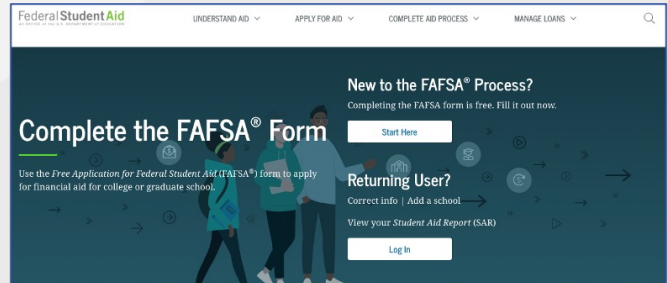 Federal Student Aid
AN OFFICE of the U.S. DEPARTMENT of EDUCATION
UNDERSTAND AID
APPLY FOR AID
COMPLETE AID PROCESS
MANAGE LOANS
Complete the FAFSA® Form
Use the Free Application for Federal Student Aid (FAFSA®) form to apply
for financial aid for college or graduate school.
New to the FAFSA® Process?
Completing the FAFSA form is free. Fill it out now.
Start Here
Returning User?
Correct info | Add a school
View your Student Aid Report (SAR)
Log In